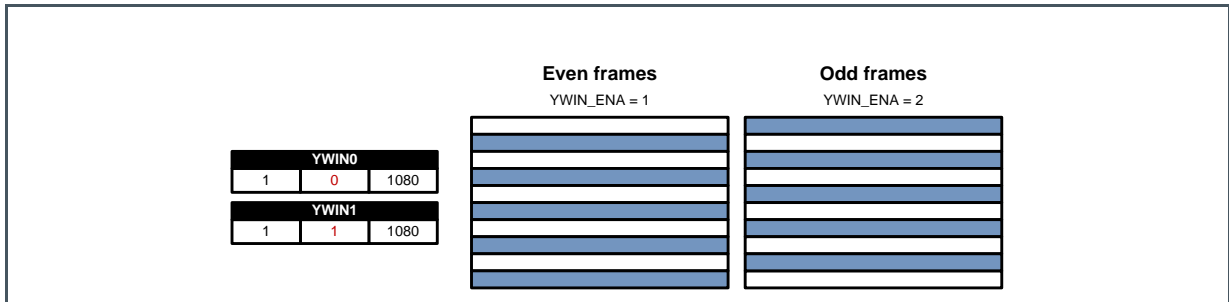 Even frames Odd frames
YWIN_ENA = 1 YWIN_ENA = 2
YWIN0
1 0 1080
YWIN1
1 1 1080